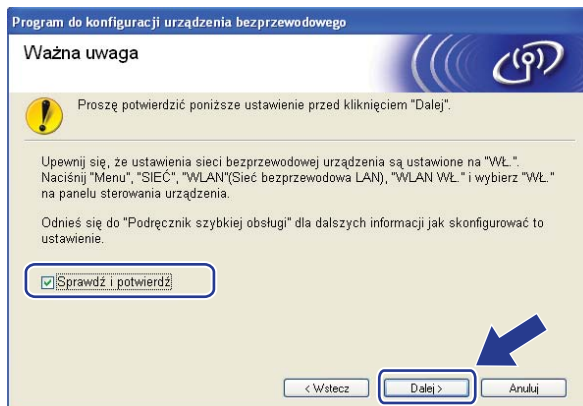 Program do konfiguracji urządzenia bezprzewodowego
Ważna uwaga
Proszę potwierdzić poniższe ustawienie przed kliknięciem "Dalej".
Upewnij się, że ustawienia sieci bezprzewodowej urządzenia są ustawione na "WŁ.".
Naciśnij "Menu", "SIEĆ", "WLAN"(Sieć bezprzewodowa LAN), "WLAN WŁ." i wybierz "WŁ."
na panelu sterowania urządzenia.
Odnieś się do "Podręcznik szybkiej obsługi" dla dalszych informacji jak skonfigurować to
ustawienie.
Sprawdź i potwierdź
< Wstecz
Dalej >
Anuluj